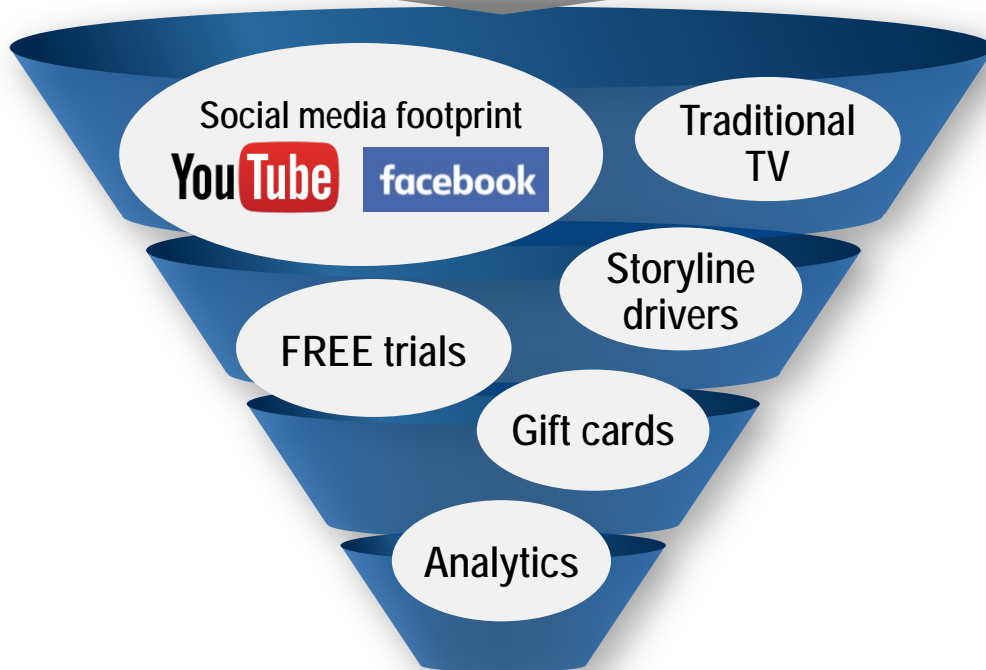 Social media footprint
YouTube facebook
Traditional
TV
Storyline
drivers
FREE trials
Gift cards
Analytics